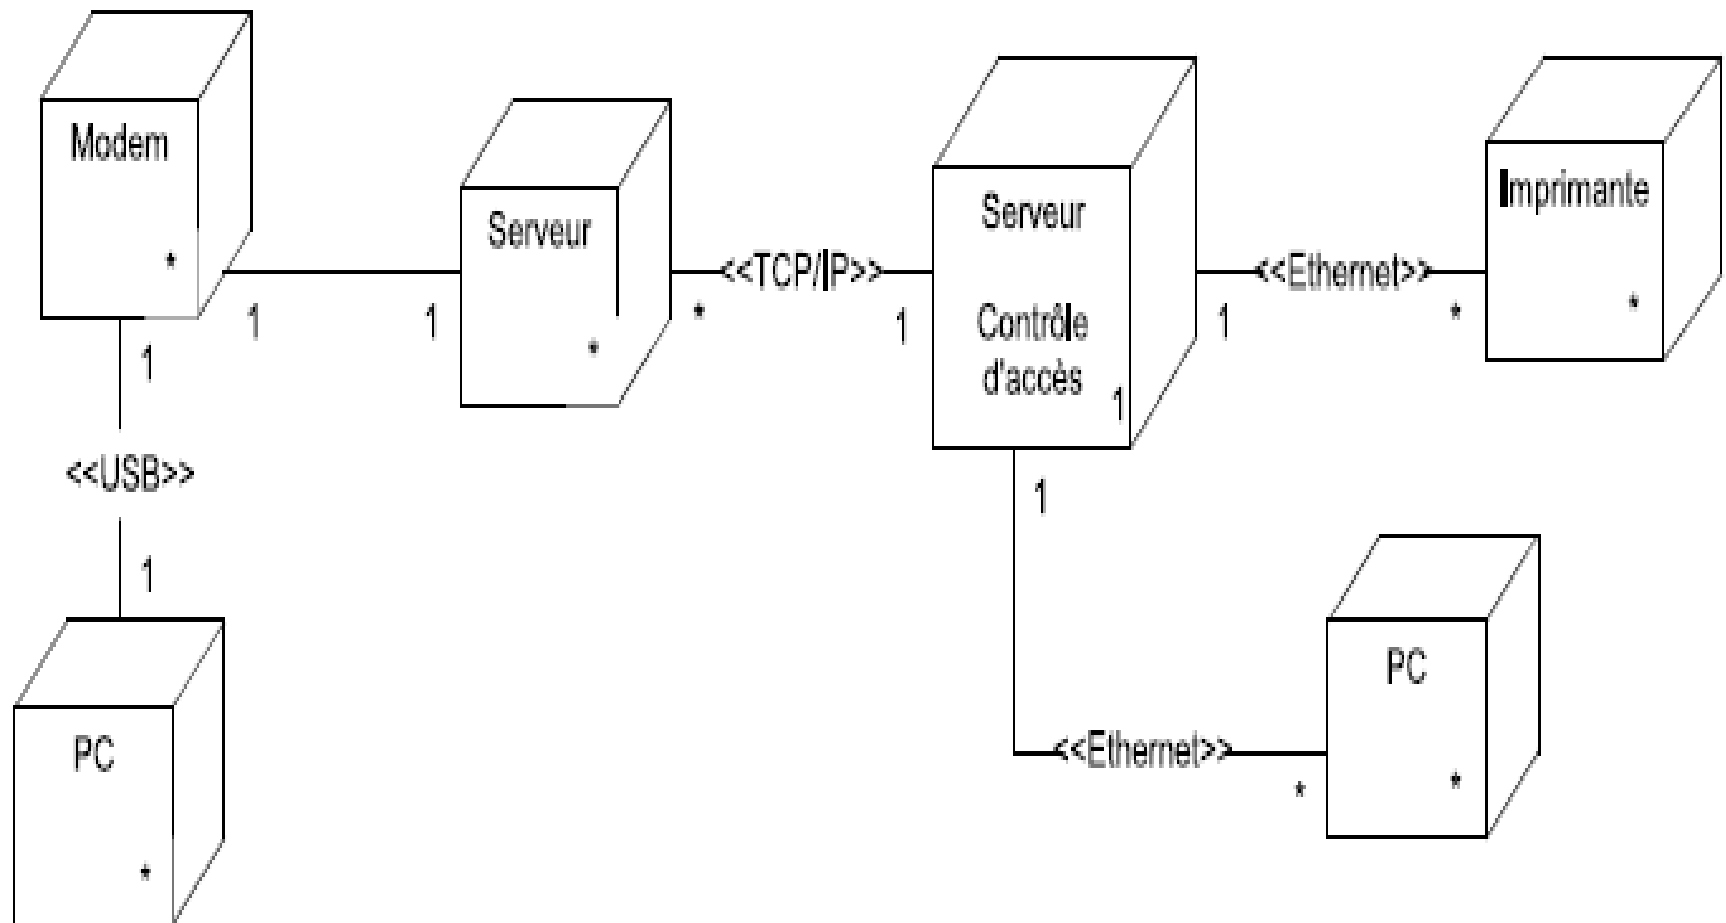 Modem
*
1
1
<<USB>>
1
PC
*
Serveur
*
1
*
<<TCP/IP>>
1
Serveur
Contrôle
d'accès
1
1
<<Ethernet>>
*
Imprimante
*
1
<<Ethernet>>
*
PC
*